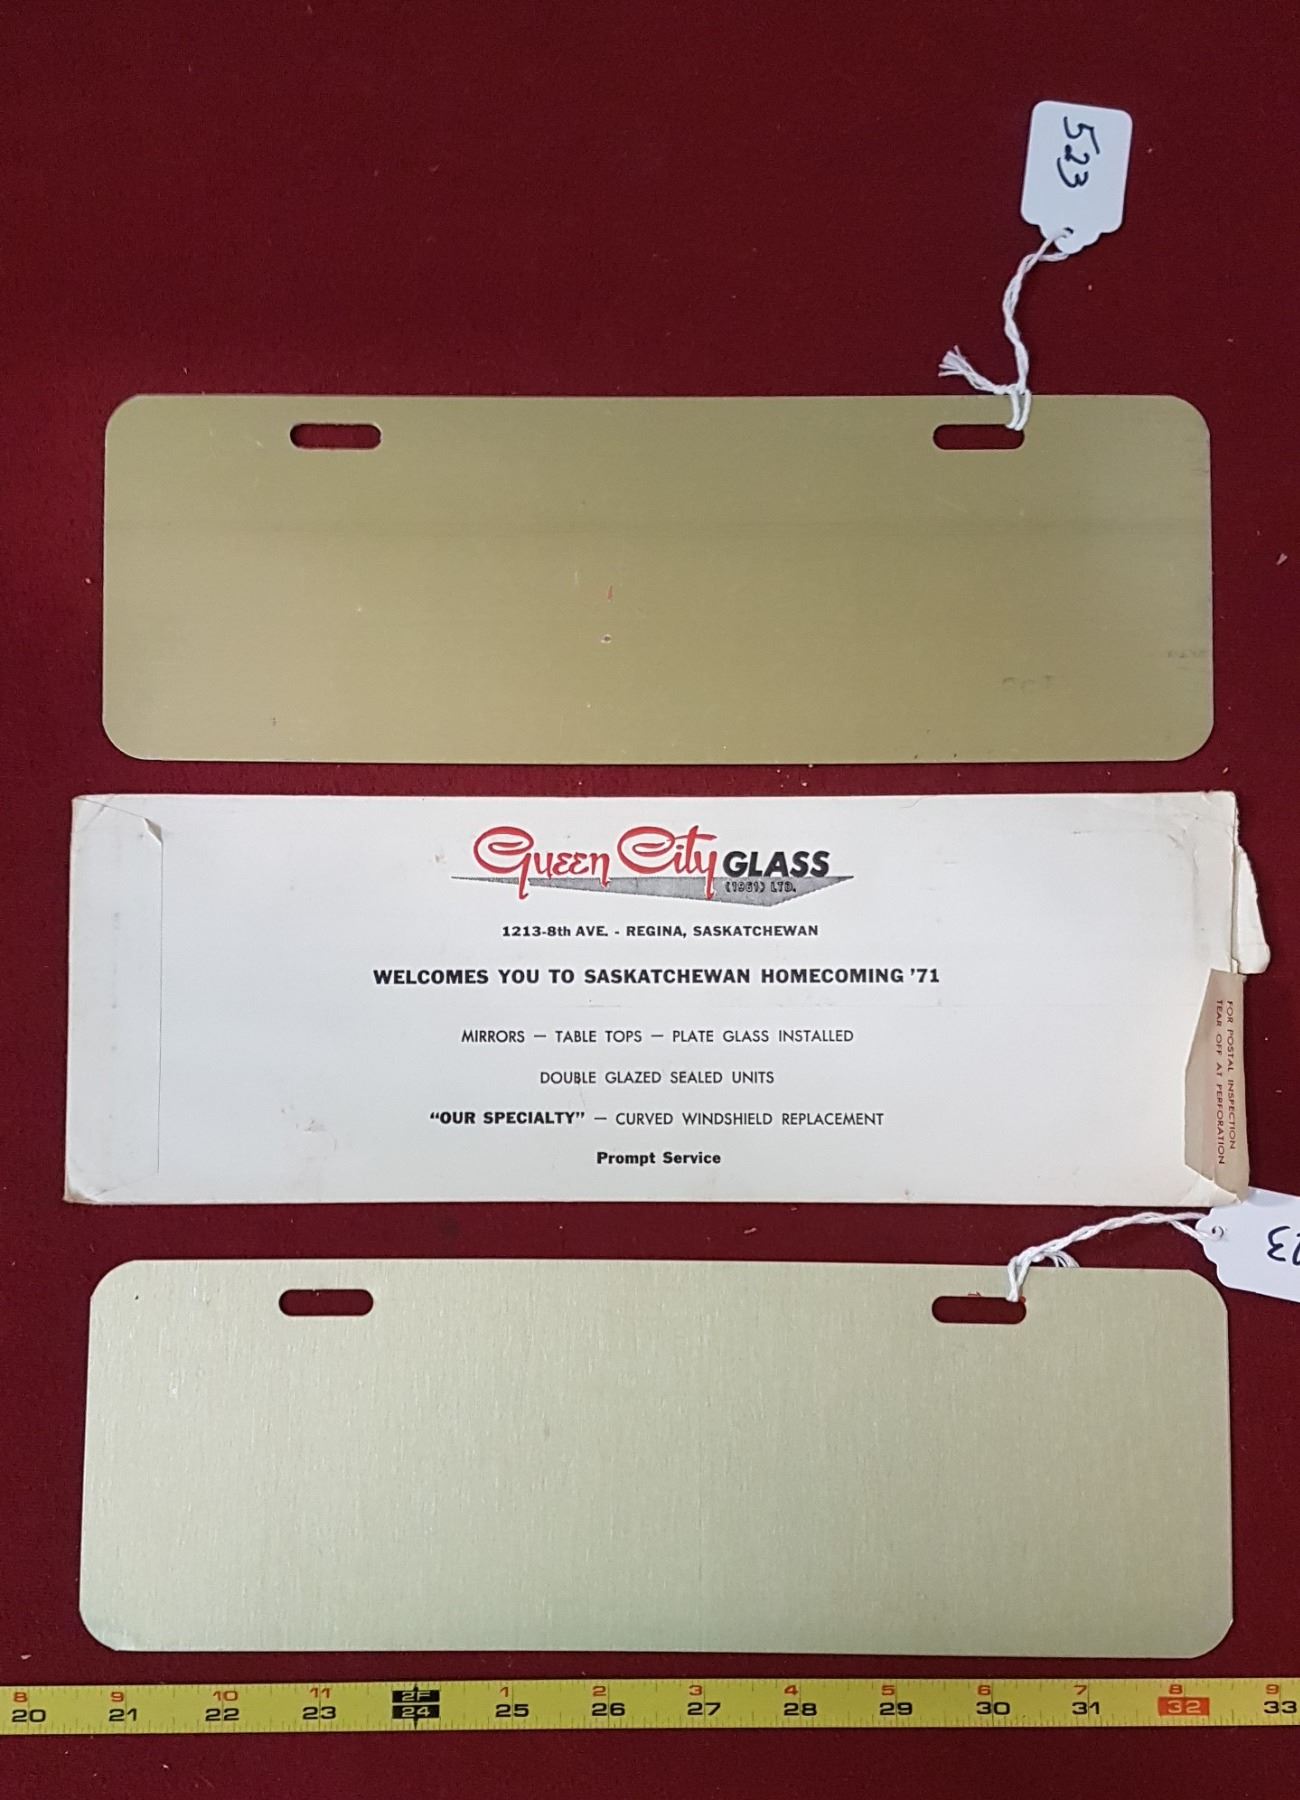 523
Queen City GLASS
(1961) LTD.
1213-8th AVE. - REGINA, SASKATCHEWAN
WELCOMES YOU TO SASKATCHEWAN HOMECOMING '71
MIRRORS — TABLE TOPS — PLATE GLASS INSTALLED
DOUBLE GLAZED SEALED UNITS
"OUR SPECIALTY" — CURVED WINDSHIELD REPLACEMENT
Prompt Service
FOR POSTAL INSPECTION
TEAR OFF AT PERFORATION
8 9 10 11 2F 1 2 3 4 5 6 7 8 9
20 21 22 23 24 25 26 27 28 29 30 31 32 33